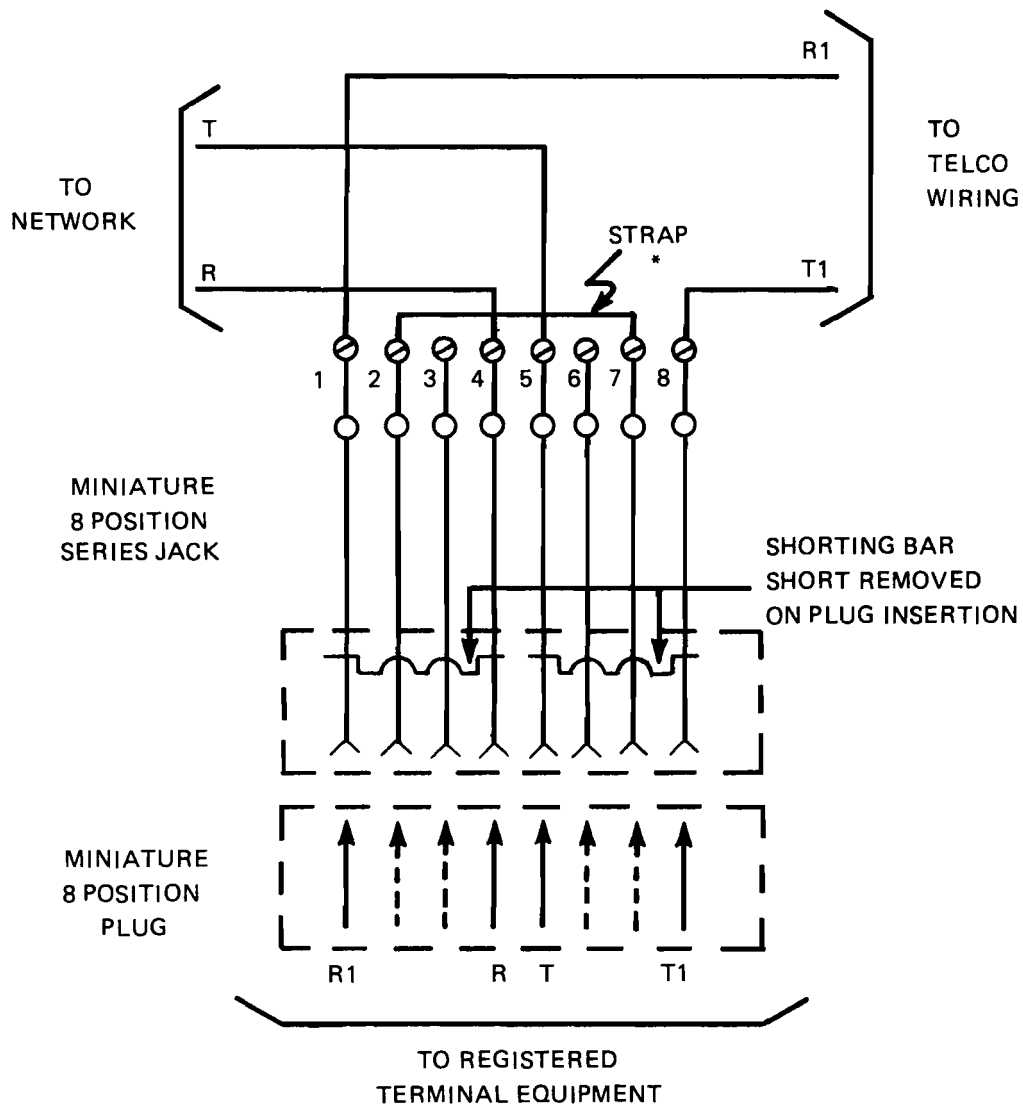 R1
T
TO
TELCO
WIRING
TO
NETWORK
STRAP
*
R
T1
1 2 3 4 5 6 7 8
MINIATURE
8 POSITION
SERIES JACK
SHORTING BAR
SHORT REMOVED
ON PLUG INSERTION
MINIATURE
8 POSITION
PLUG
R1 R T T1
TO REGISTERED
TERMINAL EQUIPMENT